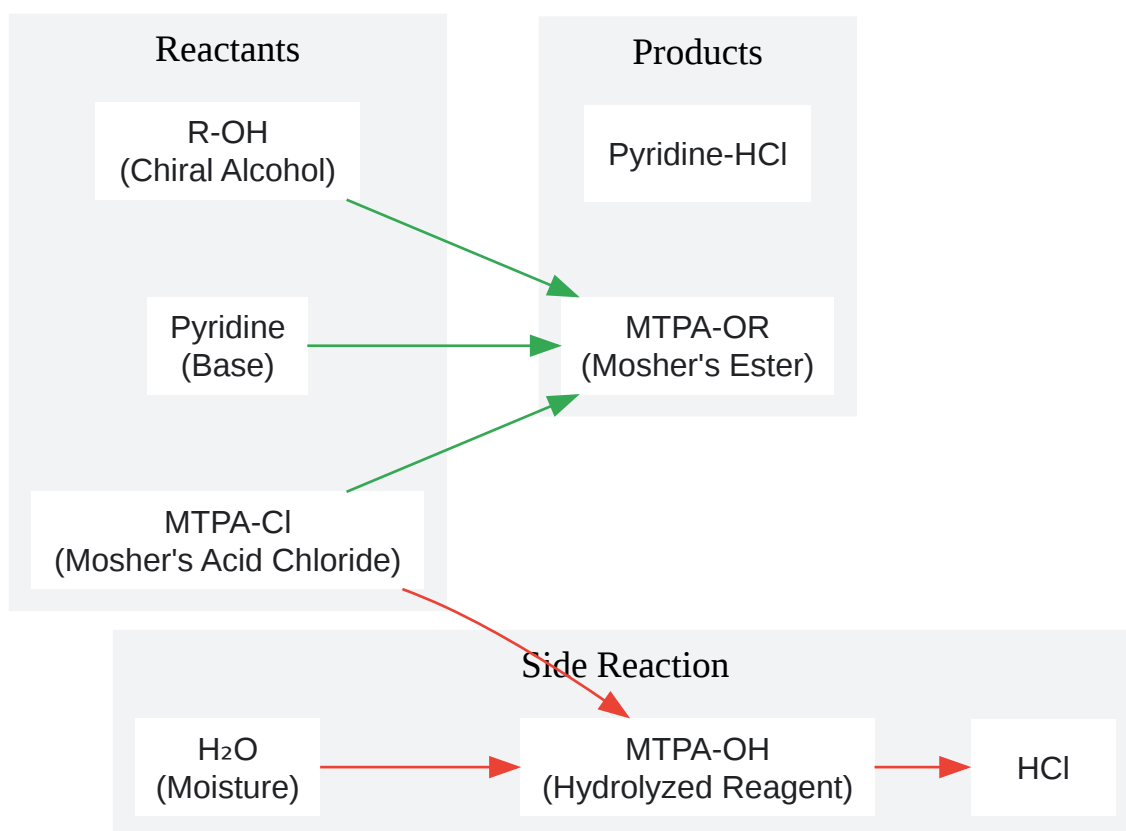 Reactants
R-OH
(Chiral Alcohol)
Pyridine
(Base)
MTPA-Cl
(Mosher's Acid Chloride)
Products
Pyridine-HCl
MTPA-OR
(Mosher's Ester)
Side Reaction
H₂O
(Moisture)
MTPA-OH
(Hydrolyzed Reagent)
HCl